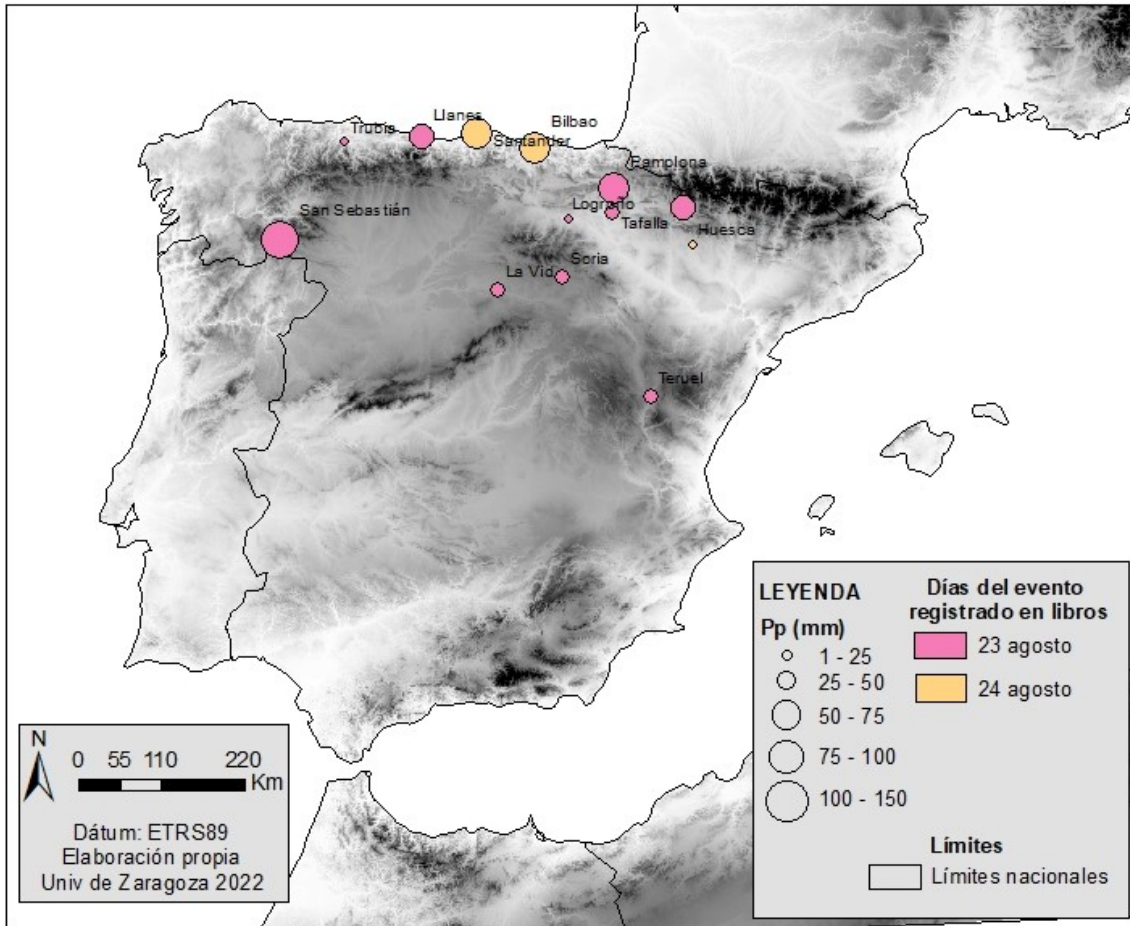 Trubia
Llanes
Santander
Bilbao
Pamplona
San Sebastián
Logroño
Tafalla
Huesca
Soria
La Vid
Teruel
LEYENDA
Pp (mm)
1 - 25
25 - 50
50 - 75
75 - 100
100 - 150
Días del evento
registrado en libros
23 agosto
24 agosto
Límites
Límites nacionales
N
0 55 110 220
Km
Dátum: ETRS89
Elaboración propia
Univ de Zaragoza 2022